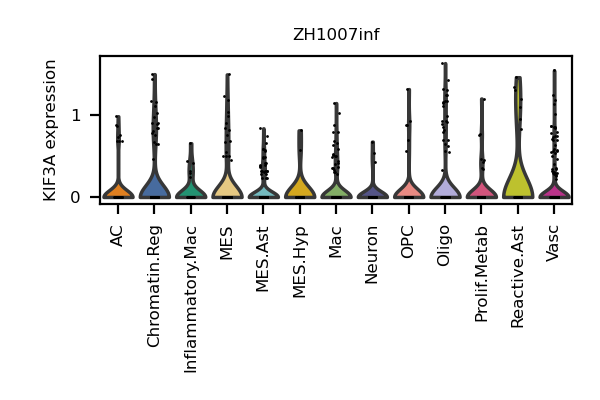 ZH1007inf
KIF3A expression
1
0
AC
Chromatin.Reg
Inflammatory.Mac
MES
MES.Ast
MES.Hyp
Mac
Neuron
OPC
Oligo
Prolif.Metab
Reactive.Ast
Vasc